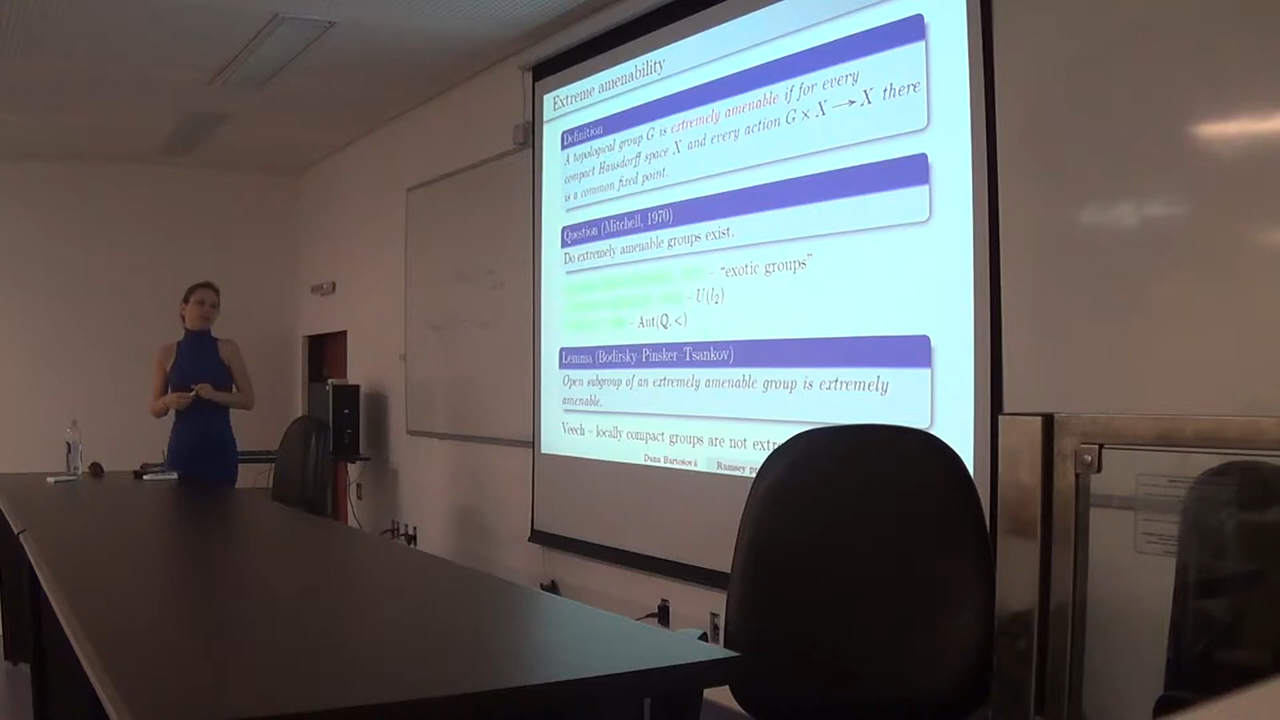 Extreme amenability
Definition
A topological group G is extremely amenable if for every
compact Hausdorff space X and every action G × X → X there
is a common fixed point.
Question (Mitchell, 1970)
Do extremely amenable groups exist.
– “exotic groups”
– U(l₂)
– Aut(Q, <)
Lemma (Bodirsky–Pinsker–Tsankov)
Open subgroup of an extremely amenable group is extremely
amenable.
Veech – locally compact groups are not extre
Dana Bartošová Ramsey